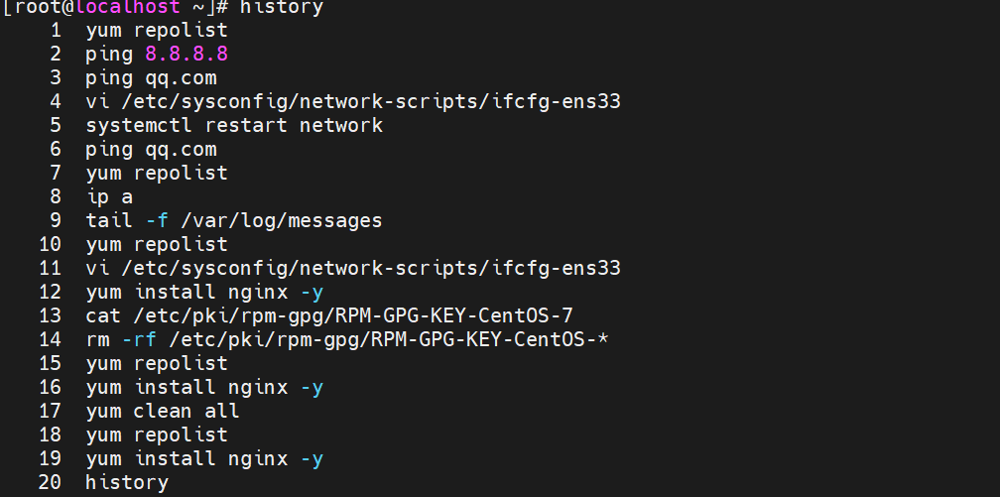 [root@localhost ~]# history
1 yum repolist
2 ping 8.8.8.8
3 ping qq.com
4 vi /etc/sysconfig/network-scripts/ifcfg-ens33
5 systemctl restart network
6 ping qq.com
7 yum repolist
8 ip a
9 tail -f /var/log/messages
10 yum repolist
11 vi /etc/sysconfig/network-scripts/ifcfg-ens33
12 yum install nginx -y
13 cat /etc/pki/rpm-gpg/RPM-GPG-KEY-CentOS-7
14 rm -rf /etc/pki/rpm-gpg/RPM-GPG-KEY-CentOS-*
15 yum repolist
16 yum install nginx -y
17 yum clean all
18 yum repolist
19 yum install nginx -y
20 history